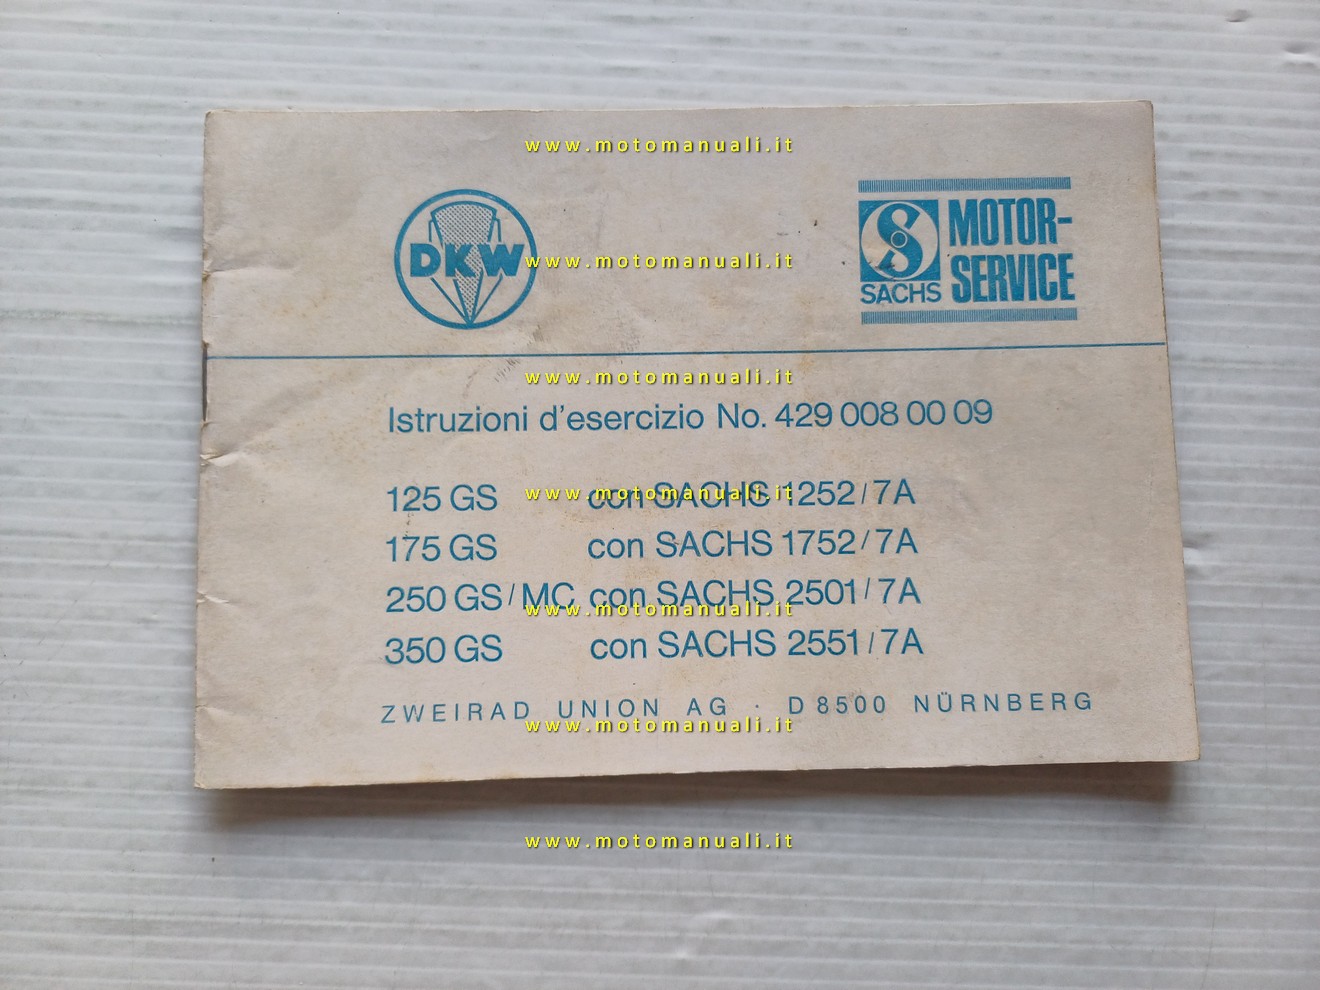 www.motomanuali.it
DKW
S
SACHS
MOTOR-
SERVICE
www.motomanuali.it
www.motomanuali.it
Istruzioni d'esercizio No. 429 008 00 09
125 GS con SACHS 1252/7A
www.motomanuali.it
175 GS con SACHS 1752/7A
250 GS/MC con SACHS 2501/7A
www.motomanuali.it
350 GS con SACHS 2551/7A
ZWEIRAD UNION AG · D 8500 NÜRNBERG
www.motomanuali.it
www.motomanuali.it